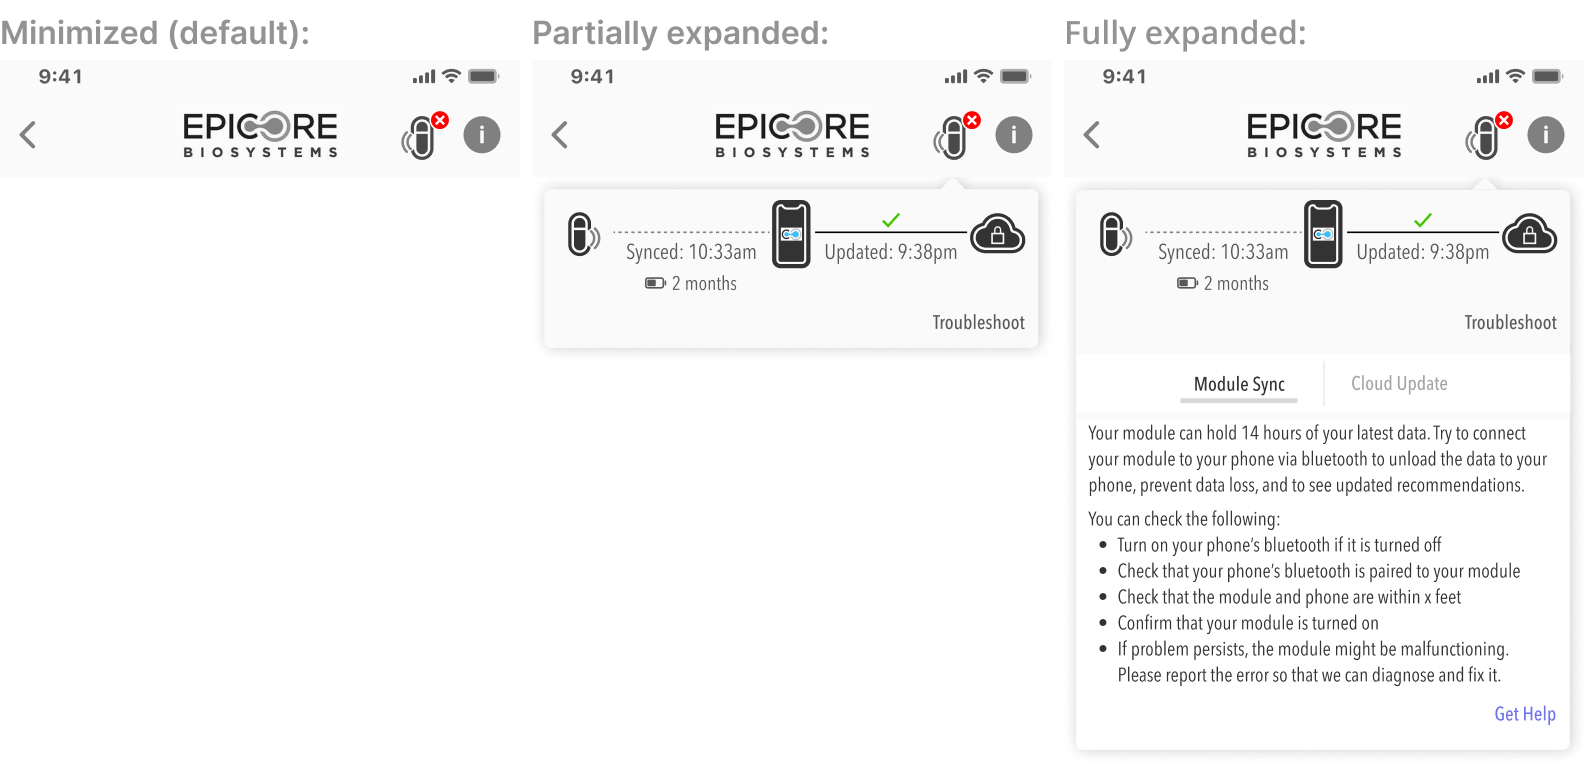 Minimized (default):
9:41
EPICORE
BIOSYSTEMS
i
Partially expanded:
9:41
EPICORE
BIOSYSTEMS
i
Synced: 10:33am
Updated: 9:38pm
2 months
Troubleshoot
Fully expanded:
9:41
EPICORE
BIOSYSTEMS
i
Synced: 10:33am
Updated: 9:38pm
2 months
Troubleshoot
Module Sync
Cloud Update
Your module can hold 14 hours of your latest data. Try to connect
your module to your phone via bluetooth to unload the data to your
phone, prevent data loss, and to see updated recommendations.
You can check the following:
• Turn on your phone’s bluetooth if it is turned off
• Check that your phone’s bluetooth is paired to your module
• Check that the module and phone are within x feet
• Confirm that your module is turned on
• If problem persists, the module might be malfunctioning.
Please report the error so that we can diagnose and fix it.
Get Help